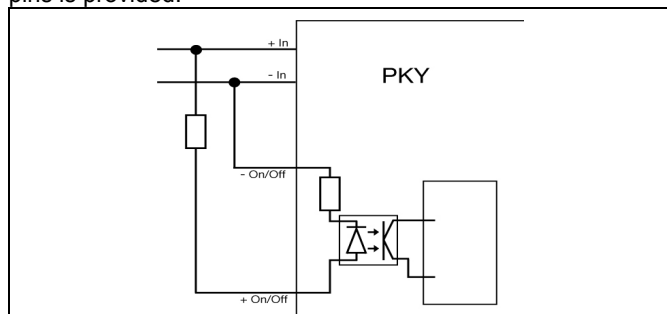 pins is provided.
+ In
- In
PKY
- On/Off
+ On/Off